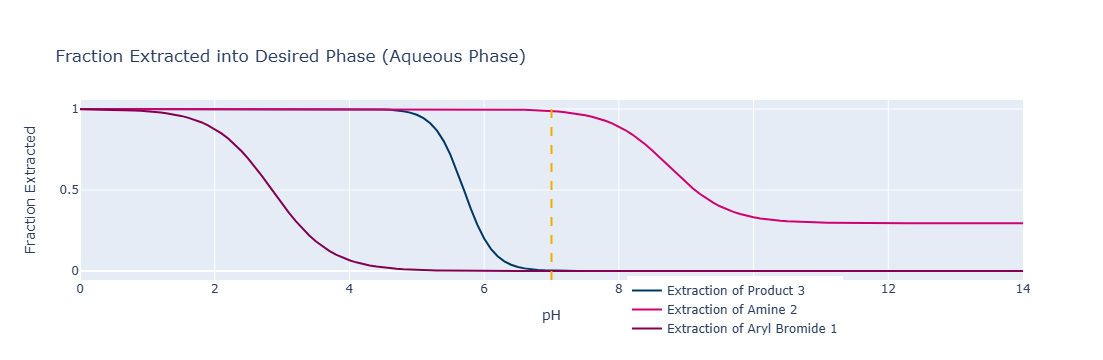 Fraction Extracted into Desired Phase (Aqueous Phase)
1
0.5
0
Fraction Extracted
0 2 4 6 8 12 14
pH
Extraction of Product 3
Extraction of Amine 2
Extraction of Aryl Bromide 1